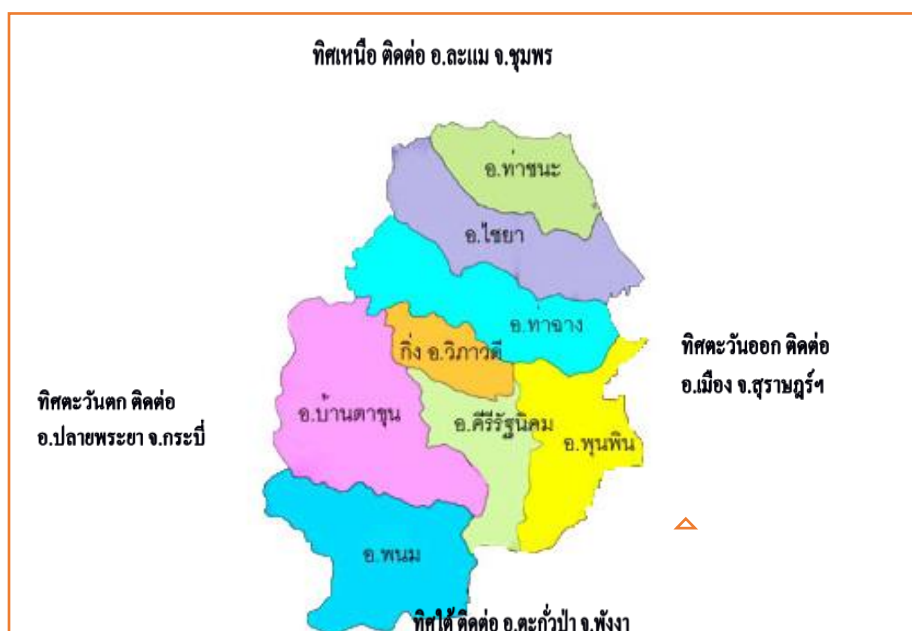 ทิศเหนือ ติดต่อ อ.ละแม จ.ชุมพร
อ.ท่าชนะ
อ.ไชยา
อ.ท่าฉาง
กิ่ง อ.วิภาวดี
ทิศตะวันออก ติดต่อ
อ.เมือง จ.สุราษฎร์ฯ
ทิศตะวันตก ติดต่อ
อ.ปลายพระยา จ.กระบี่
อ.บ้านตาขุน
อ.คีรีรัฐนิคม
อ.พุนพิน
อ.พนม
ทิศใต้ ติดต่อ อ.ตะกั่วป่า จ.พังงา